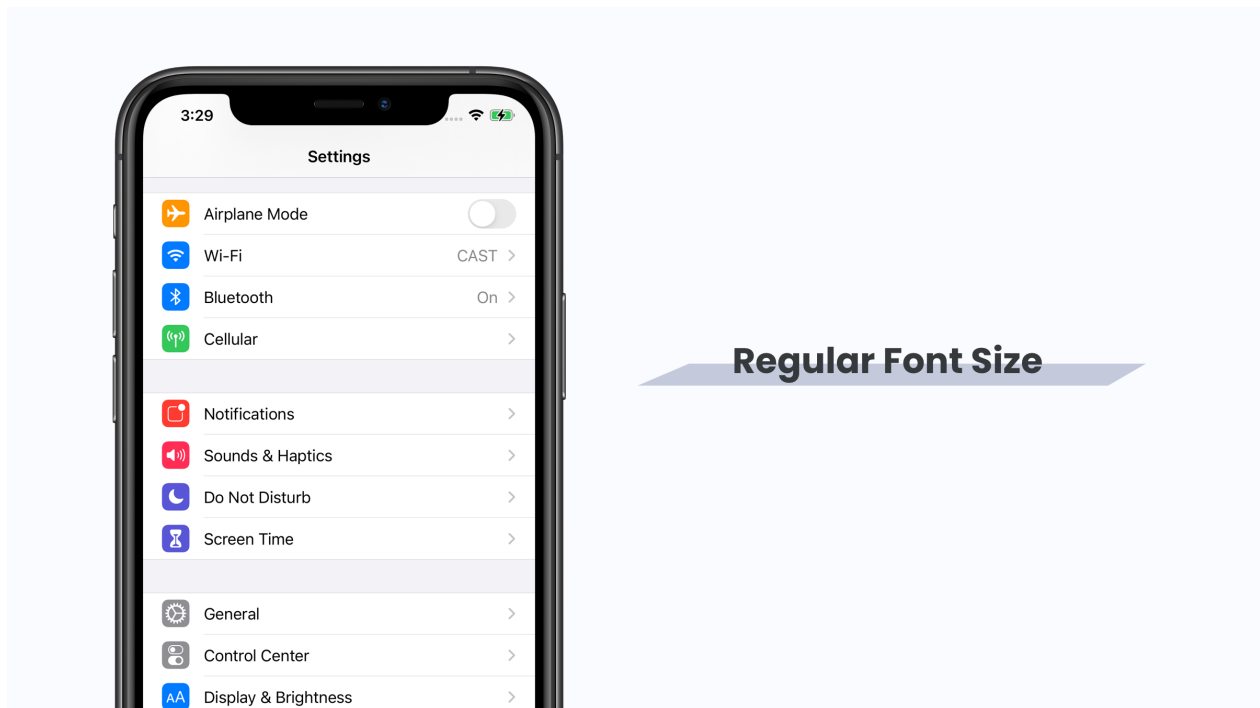 3:29
Settings
Airplane Mode
Wi-Fi CAST
Bluetooth On
Cellular
Notifications
Sounds & Haptics
Do Not Disturb
Screen Time
General
Control Center
AA Display & Brightness
Regular Font Size